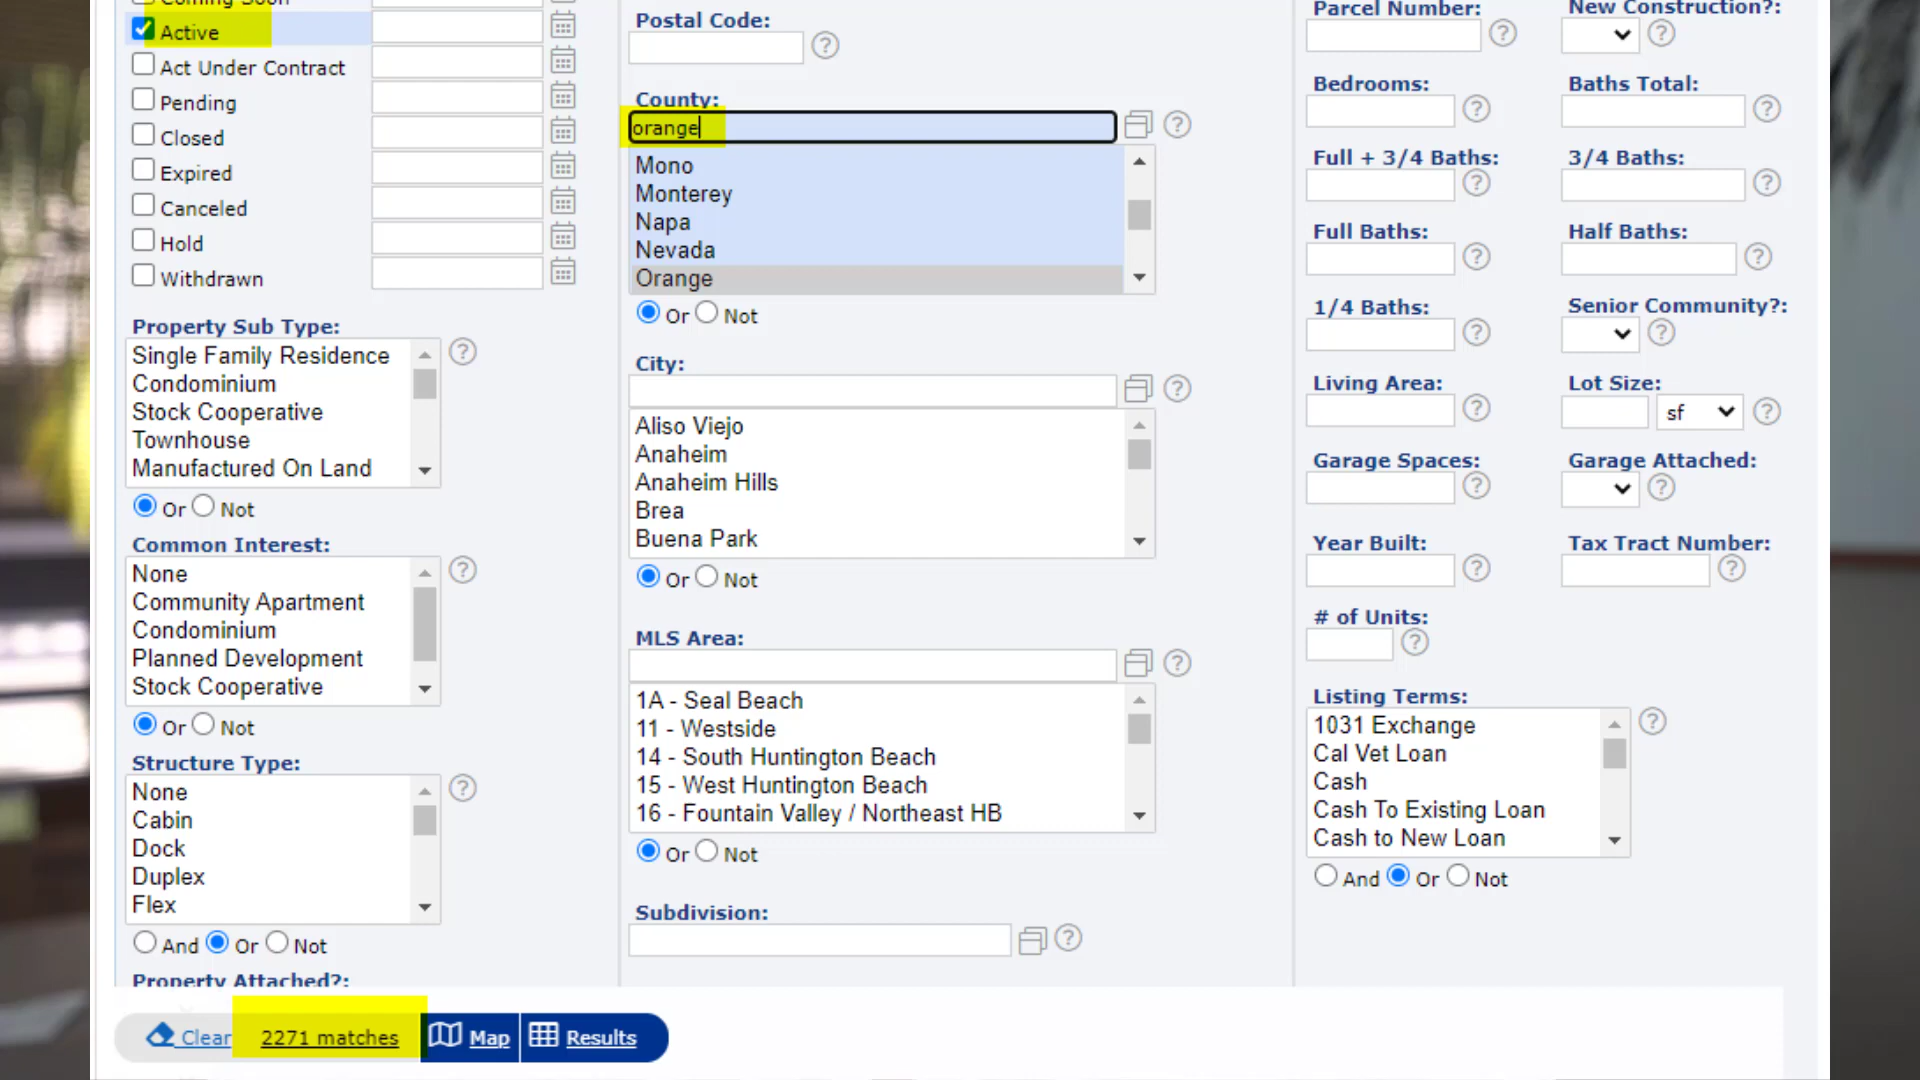 Coming Soon
Active
Act Under Contract
Pending
Closed
Expired
Canceled
Hold
Withdrawn
Property Sub Type:
Single Family Residence
Condominium
Stock Cooperative
Townhouse
Manufactured On Land
Or Not
Common Interest:
None
Community Apartment
Condominium
Planned Development
Stock Cooperative
Or Not
Structure Type:
None
Cabin
Dock
Duplex
Flex
And Or Not
Property Attached?:
Postal Code:
County:
orange
Mono
Monterey
Napa
Nevada
Orange
Or Not
City:
Aliso Viejo
Anaheim
Anaheim Hills
Brea
Buena Park
Or Not
MLS Area:
1A - Seal Beach
11 - Westside
14 - South Huntington Beach
15 - West Huntington Beach
16 - Fountain Valley / Northeast HB
Or Not
Subdivision:
Parcel Number: New Construction?:
Bedrooms: Baths Total:
Full + 3/4 Baths: 3/4 Baths:
Full Baths: Half Baths:
1/4 Baths: Senior Community?:
Living Area: Lot Size:
sf
Garage Spaces: Garage Attached:
Year Built: Tax Tract Number:
# of Units:
Listing Terms:
1031 Exchange
Cal Vet Loan
Cash
Cash To Existing Loan
Cash to New Loan
And Or Not
Clear 2271 matches Map Results